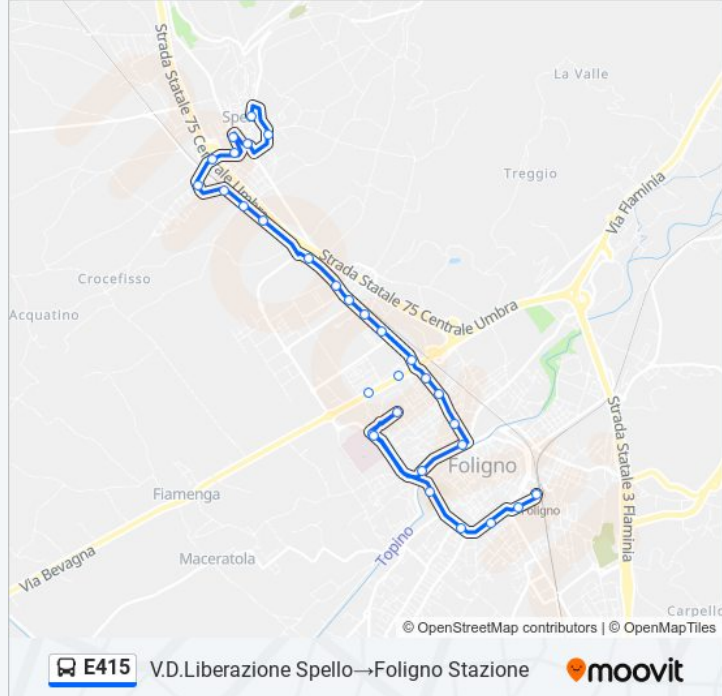 Strada Statale 75 Centrale Umbra
La Valle
Spe
Treggio
Via Flaminia
Crocefisso
Strada Statale 75 Centrale Umbra
Acquatino
Strada Statale 3 Flaminia
Foligno
Fiamenga
Foligno
Topino
Maceratola
Via Bevagna
Carpello
© OpenStreetMap contributors | © OpenMapTiles
E415 V.D.Liberazione Spello→Foligno Stazione moovit